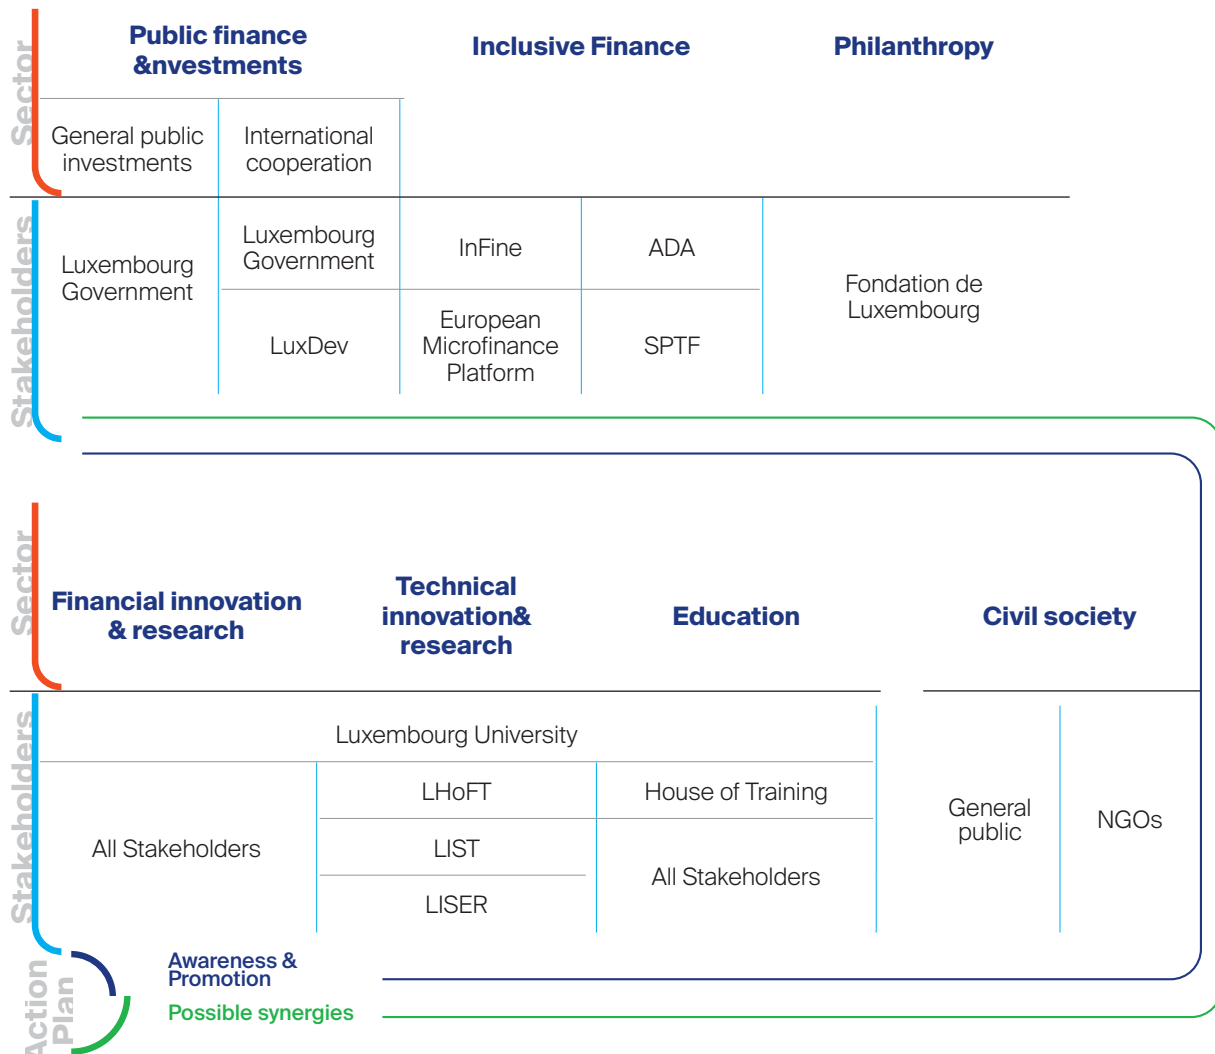 Sector
Public finance
&nvestments
Inclusive Finance
Philanthropy
General public
investments
International
cooperation
Stakeholders
Luxembourg
Government
Luxembourg
Government
LuxDev
InFine
European
Microfinance
Platform
ADA
SPTF
Fondation de
Luxembourg
Sector
Financial innovation
& research
Technical
innovation&
research
Education
Civil society
Stakeholders
Luxembourg University
All Stakeholders
LHoFT
LIST
LISER
House of Training
All Stakeholders
General
public
NGOs
Action
Plan
Awareness &
Promotion
Possible synergies